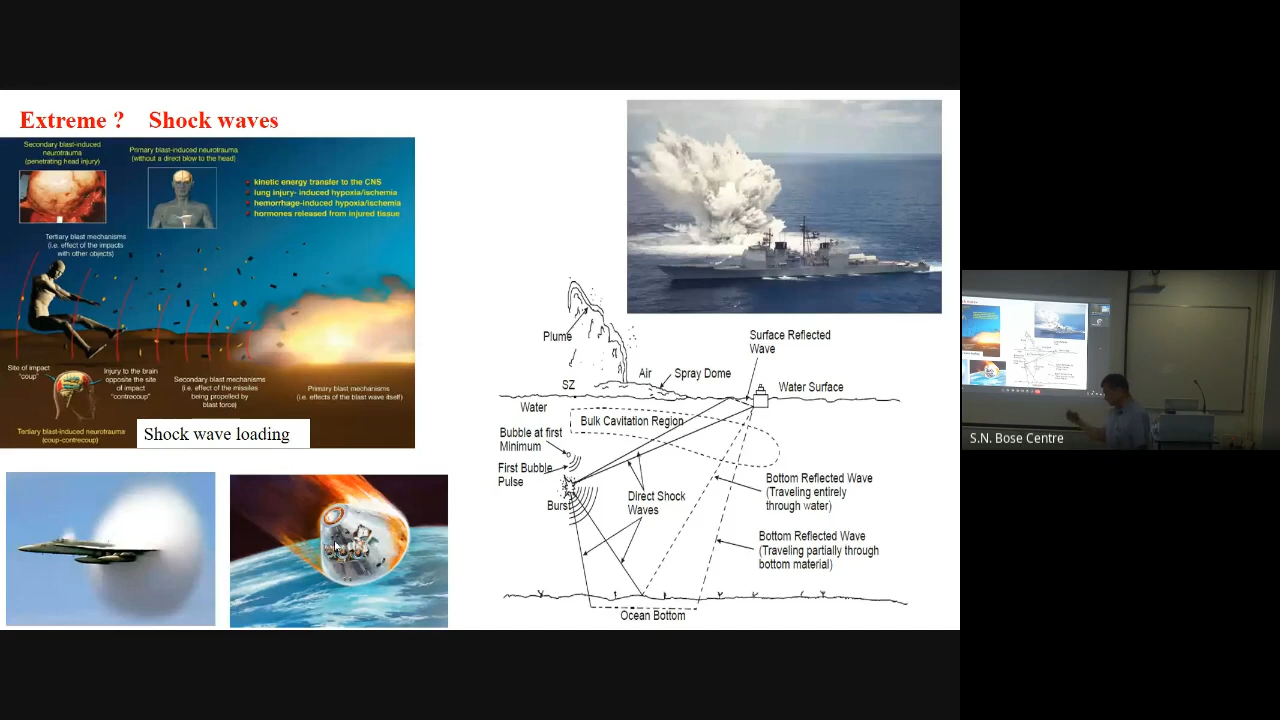 Extreme ? Shock waves
Secondary blast-induced
neurotrauma
(penetrating head injury)
Primary blast-induced neurotrauma
(without a direct blow to the head)
kinetic energy transfer to the CNS
lung injury- induced hypoxia/ischemia
hemorrhage-induced hypoxia/ischemia
hormones released from injured tissue
Tertiary blast mechanisms
(i.e. effect of the impacts
with other objects)
Site of impact
"coup"
Injury to the brain
opposite the site
of impact
"contrecoup"
Secondary blast mechanisms
(i.e. effect of the missiles
being propelled by
blast force)
Primary blast mechanisms
(i.e. effects of the blast wave itself)
Tertiary blast-induced neurotrauma
(coup-contrecoup)
Shock wave loading
Plume
Surface Reflected
Wave
Air
Spray Dome
SZ
Water Surface
Water
Bulk Cavitation Region
Bubble at first
Minimum
First Bubble
Pulse
Burst
Direct Shock
Waves
Bottom Reflected Wave
(Traveling entirely
through water)
Bottom Reflected Wave
(Traveling partially through
bottom material)
Ocean Bottom
S.N. Bose Centre